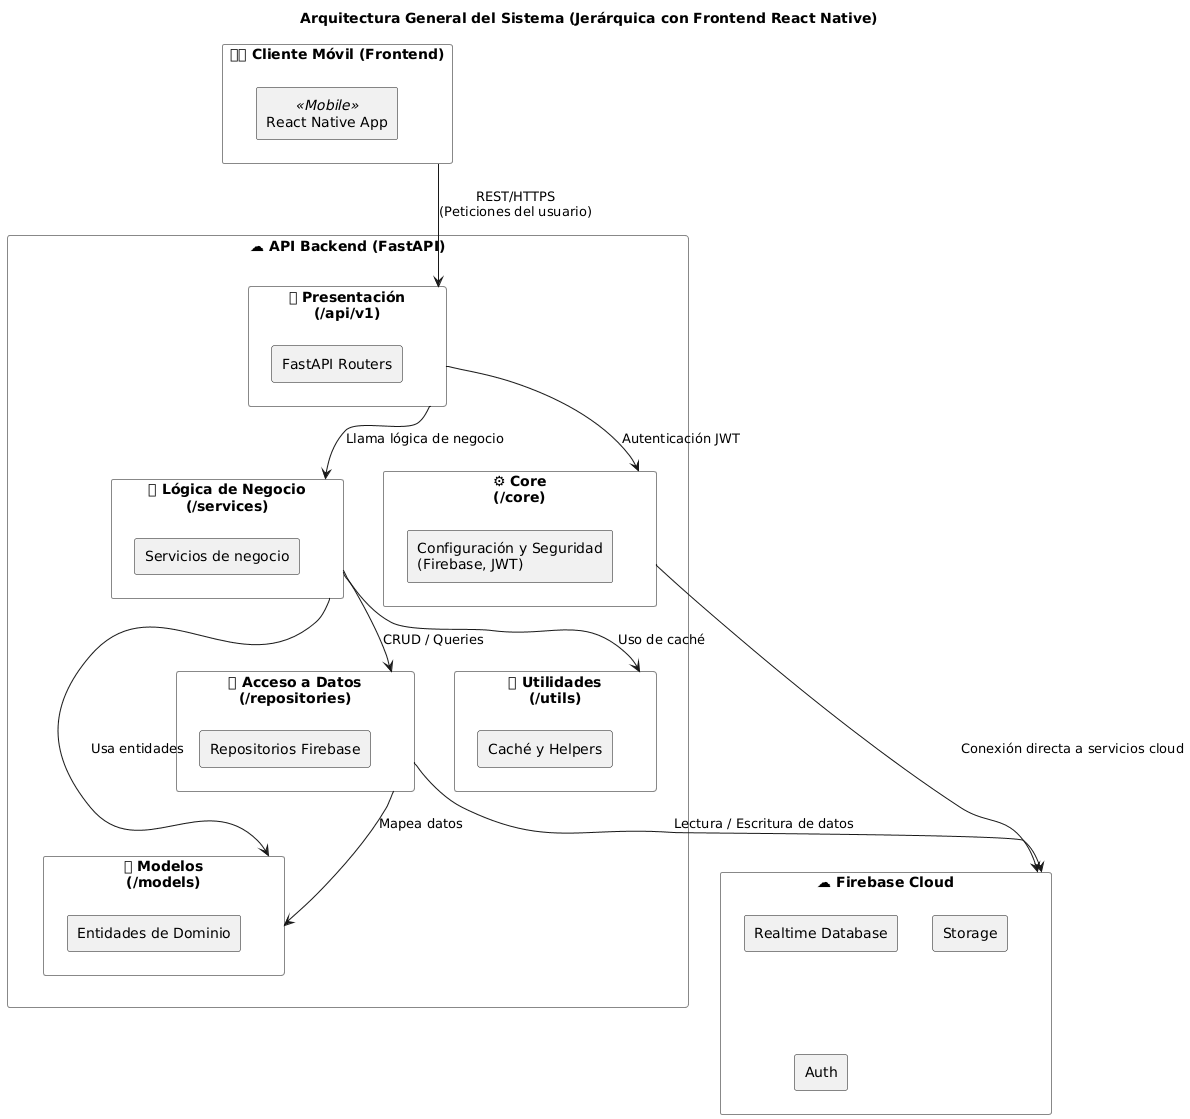 Arquitectura General del Sistema (Jerárquica con Frontend React Native)
Cliente Móvil (Frontend)
«Mobile»
React Native App
REST/HTTPS
(Peticiones del usuario)
☁ API Backend (FastAPI)
Presentación
(/api/v1)
FastAPI Routers
Llama lógica de negocio
Autenticación JWT
Lógica de Negocio
(/services)
Servicios de negocio
⚙ Core
(/core)
Configuración y Seguridad
(Firebase, JWT)
CRUD / Queries
Uso de caché
Acceso a Datos
(/repositories)
Repositorios Firebase
Utilidades
(/utils)
Caché y Helpers
Usa entidades
Conexión directa a servicios cloud
Mapea datos
Lectura / Escritura de datos
Modelos
(/models)
Entidades de Dominio
☁ Firebase Cloud
Realtime Database
Storage
Auth